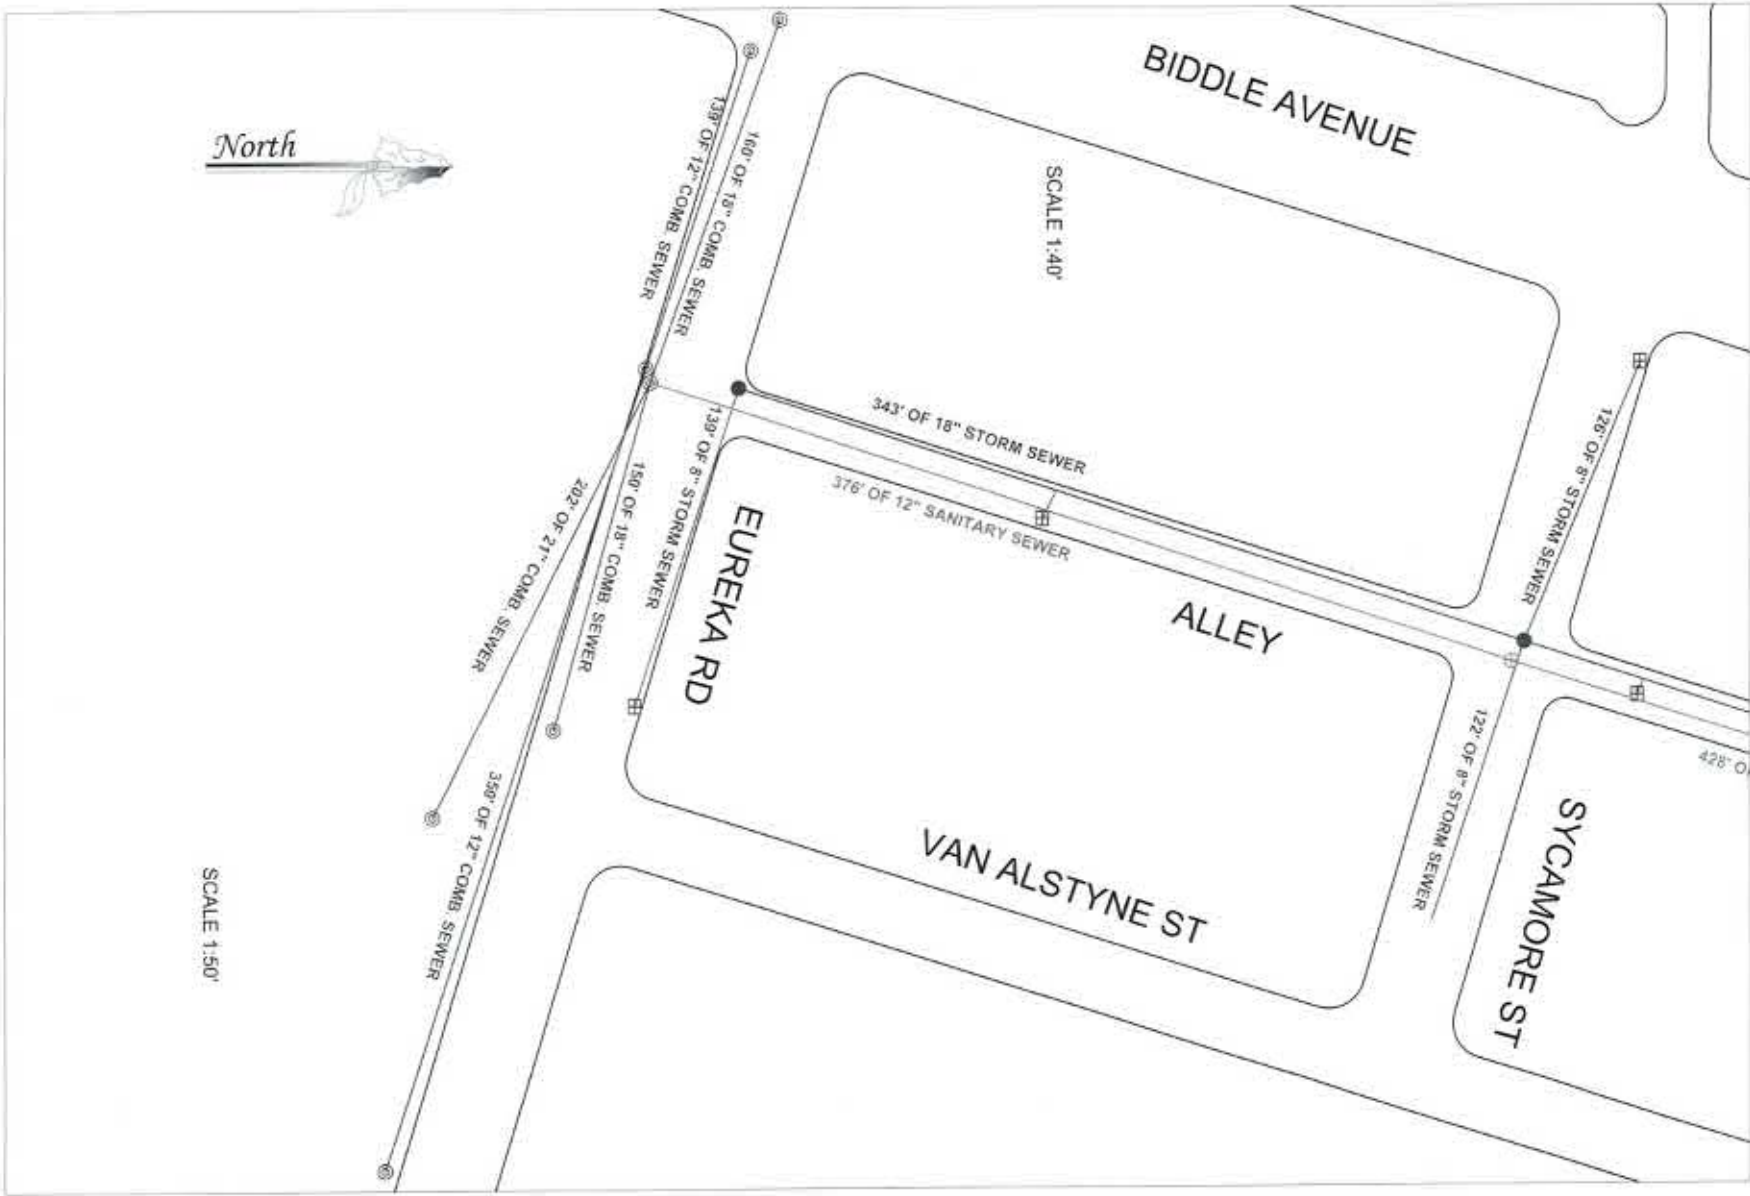 BIDDLE AVENUE
North
139' OF 12" COMB. SEWER
160' OF 18" COMB. SEWER
SCALE 1:40'
343' OF 18" STORM SEWER
126' OF 8" STORM SEWER
139' OF 8" STORM SEWER
376' OF 12" SANITARY SEWER
202' OF 21" COMB. SEWER
150' OF 18" COMB. SEWER
EUREKA RD
ALLEY
122' OF 8" STORM SEWER
428' O
350' OF 12" COMB. SEWER
VAN ALSTYNE ST
SYCAMORE ST
SCALE 1:50'